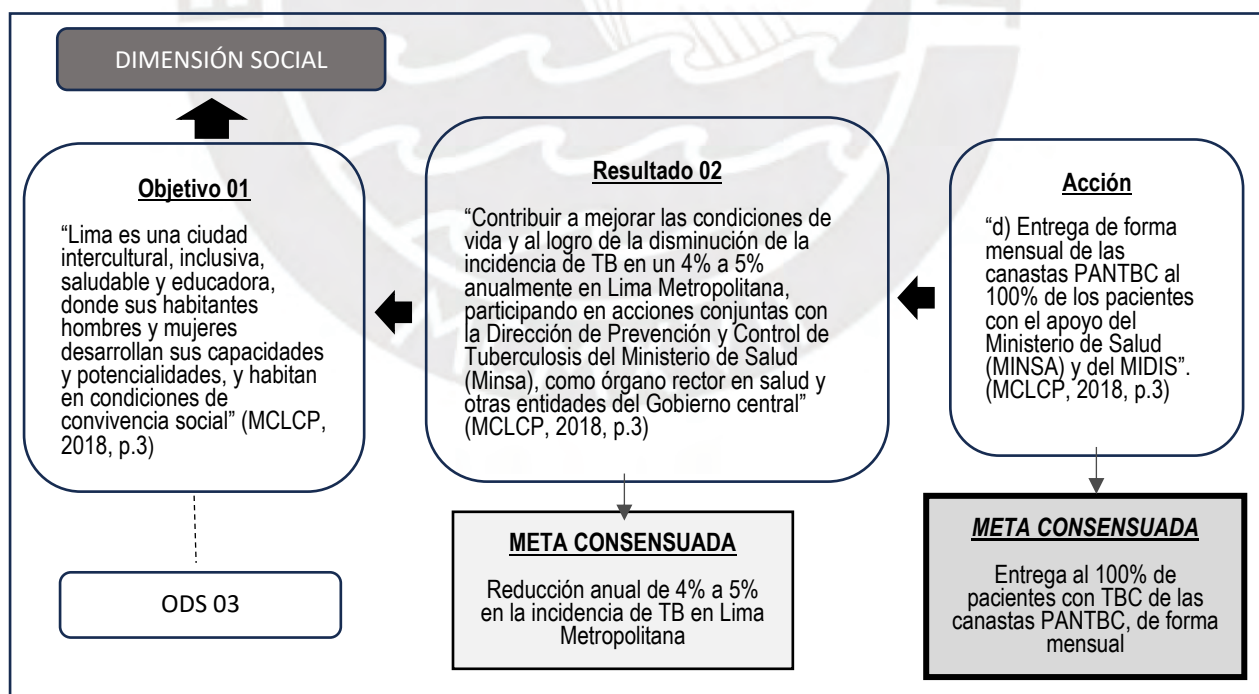 DIMENSIÓN SOCIAL
Objetivo 01
“Lima es una ciudad
intercultural, inclusiva,
saludable y educadora,
donde sus habitantes
hombres y mujeres
desarrollan sus capacidades
y potencialidades, y habitan
en condiciones de
convivencia social” (MCLCP,
2018, p.3)
ODS 03
Resultado 02
“Contribuir a mejorar las condiciones de
vida y al logro de la disminución de la
incidencia de TB en un 4% a 5%
anualmente en Lima Metropolitana,
participando en acciones conjuntas con
la Dirección de Prevención y Control de
Tuberculosis del Ministerio de Salud
(Minsa), como órgano rector en salud y
otras entidades del Gobierno central”
(MCLCP, 2018, p.3)
META CONSENSUADA
Reducción anual de 4% a 5%
en la incidencia de TB en Lima
Metropolitana
Acción
“d) Entrega de forma
mensual de las
canastas PANTBC al
100% de los pacientes
con el apoyo del
Ministerio de Salud
(MINSA) y del MIDIS”.
(MCLCP, 2018, p.3)
META CONSENSUADA
Entrega al 100% de
pacientes con TBC de las
canastas PANTBC, de forma
mensual